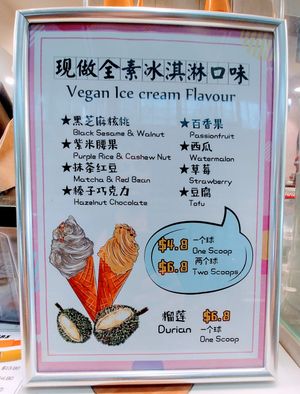 现做全素冰淇淋口味
Vegan Ice cream Flavour
★黑芝麻核桃
Black Sesame & Walnut
★紫米腰果
Purple Rice & Cashew Nut
★抹茶红豆
Matcha & Red Bean
★榛子巧克力
Hazelnut Chocolate
★百香果
Passionfruit
★西瓜
Watermalon
★草莓
Strawberry
★豆腐
Tofu
$4.8 一个球
One Scoop
$6.8 两个球
Two Scoops
榴莲 $6.8 一个球
Durian One Scoop